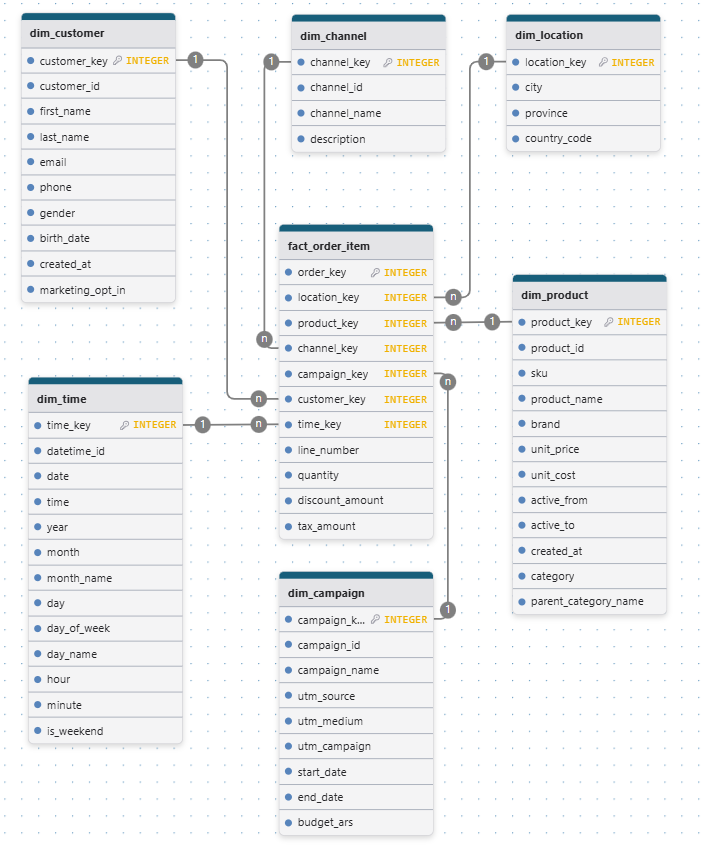 dim_customer
customer_key INTEGER
customer_id
first_name
last_name
email
phone
gender
birth_date
created_at
marketing_opt_in
1
dim_channel
channel_key INTEGER
channel_id
channel_name
description
1
dim_location
location_key INTEGER
city
province
country_code
1
fact_order_item
order_key INTEGER
location_key INTEGER
product_key INTEGER
channel_key INTEGER
campaign_key INTEGER
customer_key INTEGER
time_key INTEGER
line_number
quantity
discount_amount
tax_amount
n
n
n
n
n
n
dim_product
product_key INTEGER
product_id
sku
product_name
brand
unit_price
unit_cost
active_from
active_to
created_at
category
parent_category_name
1
dim_time
time_key INTEGER
datetime_id
date
time
year
month
month_name
day
day_of_week
day_name
hour
minute
is_weekend
1
dim_campaign
campaign_k... INTEGER
campaign_id
campaign_name
utm_source
utm_medium
utm_campaign
start_date
end_date
budget_ars
1